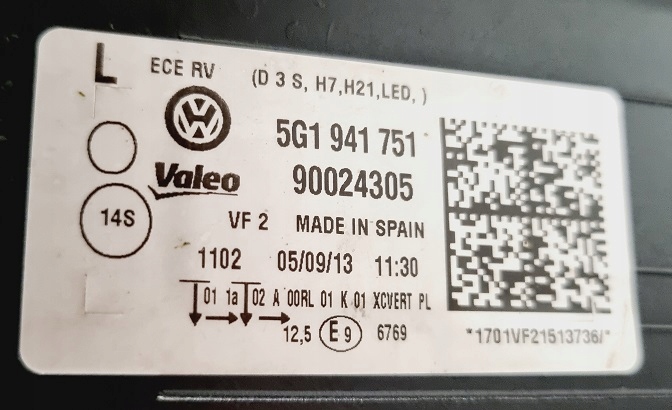 L ECE RV (D 3 S, H7,H21,LED, )
5G1 941 751
Valeo 90024305
14S VF 2 MADE IN SPAIN
1102 05/09/13 11:30
01 1a 02 A 00RL 01 K 01 XCVERT PL
12,5 E 9 6769
*1701VF21513736/*